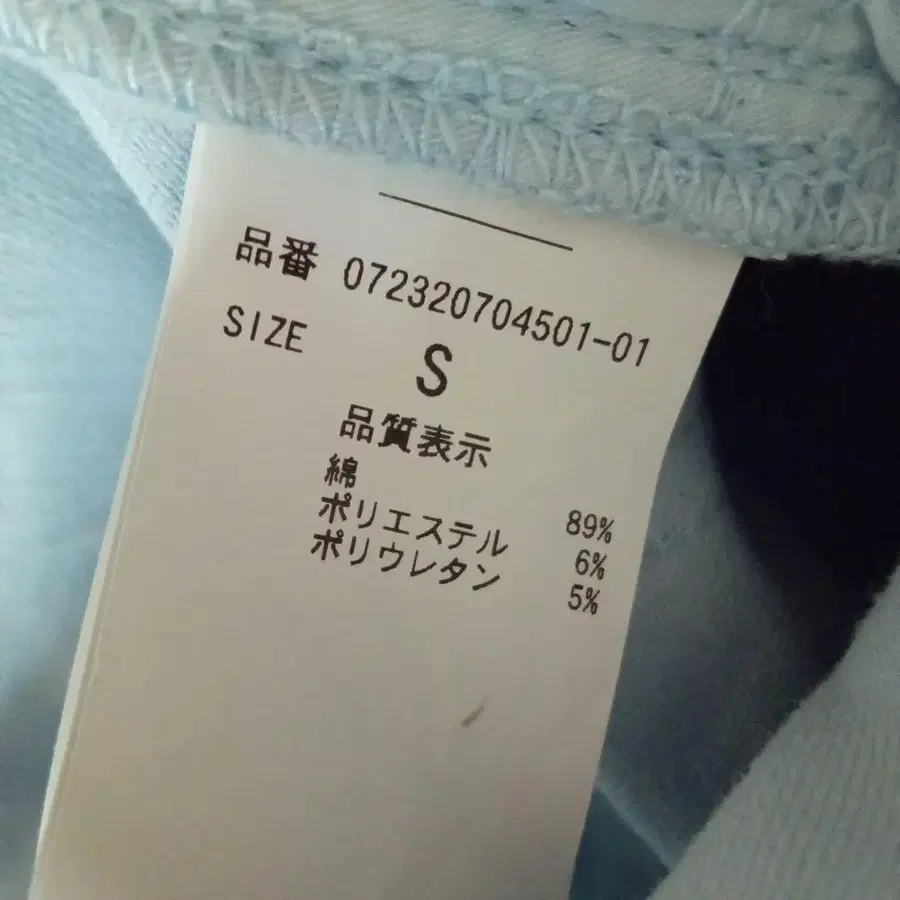 品番 072320704501-01
SIZE S
品質表示
綿 89%
ポリエステル 6%
ポリウレタン 5%